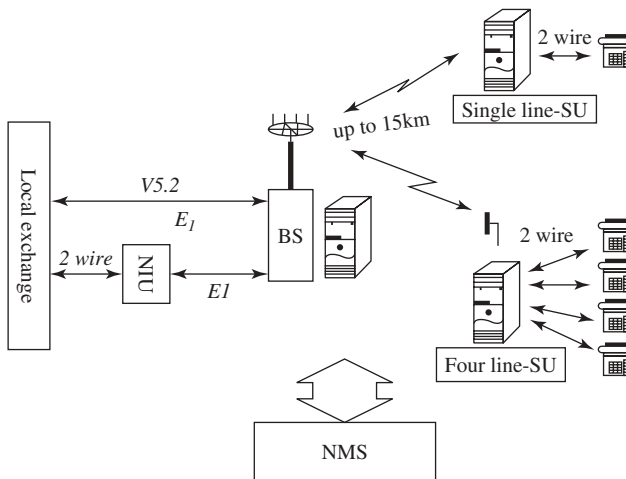 2 wire
Single line-SU
up to 15km
Local exchange
V5.2
E1
BS
2 wire
NIU
E1
2 wire
Four line-SU
NMS